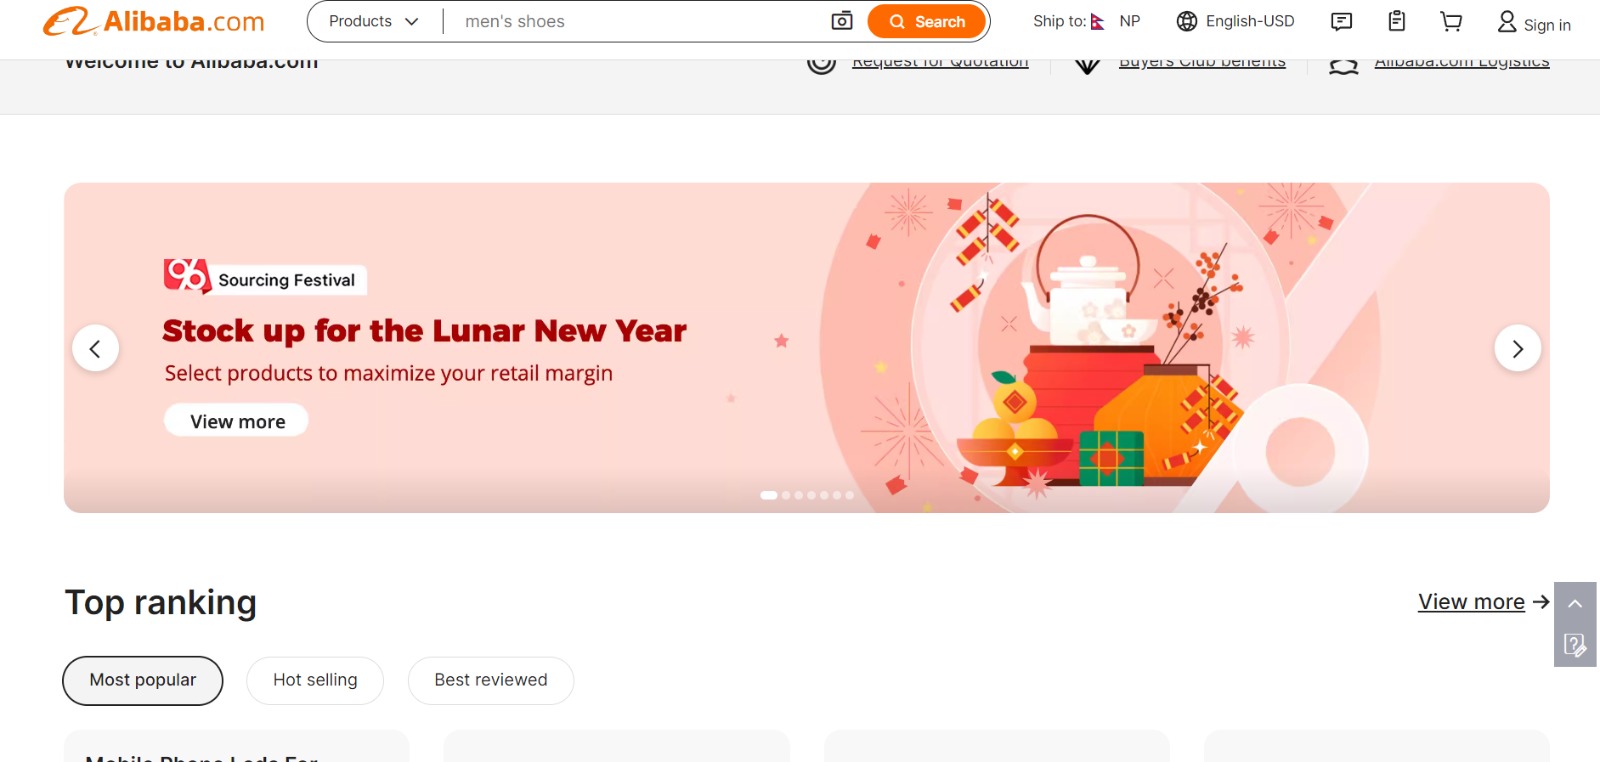 Alibaba.com
Products
men's shoes
Search
Ship to: NP
English-USD
Sign in
Welcome to Alibaba.com
Request for Quotation
Buyers Club benefits
Alibaba.com Logistics
96 Sourcing Festival
Stock up for the Lunar New Year
Select products to maximize your retail margin
View more
Top ranking
View more
Most popular
Hot selling
Best reviewed
Mobile Phone Lcds For